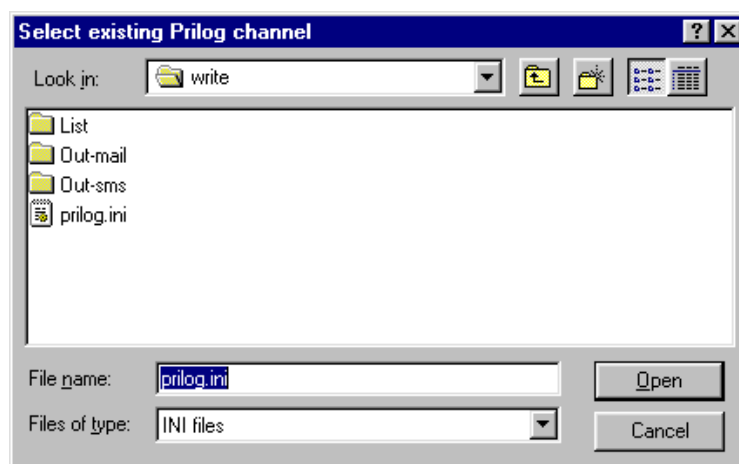 Select existing Prilog channel
Look in: write
List
Out-mail
Out-sms
prilog.ini
File name: prilog.ini Open
Files of type: INI files Cancel